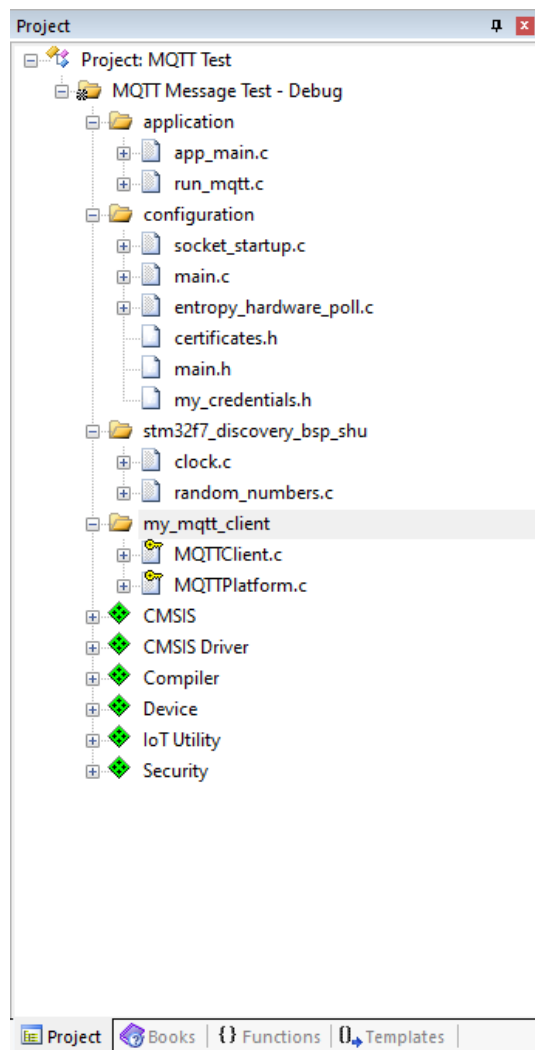 Project
Project: MQTT Test
MQTT Message Test - Debug
application
app_main.c
run_mqtt.c
configuration
socket_startup.c
main.c
entropy_hardware_poll.c
certificates.h
main.h
my_credentials.h
stm32f7_discovery_bsp_shu
clock.c
random_numbers.c
my_mqtt_client
MQTTClient.c
MQTTPlatform.c
CMSIS
CMSIS Driver
Compiler
Device
IoT Utility
Security
Project Books {} Functions 0 Templates